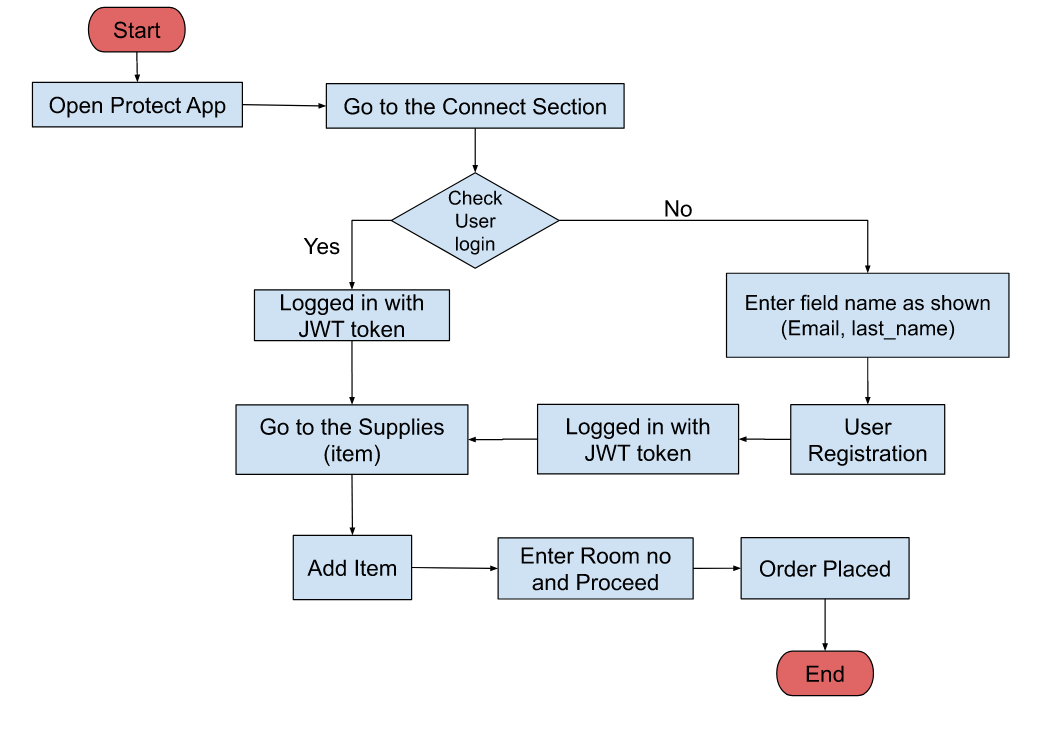 Start
Open Protect App
Go to the Connect Section
Check
User
login
No
Yes
Logged in with
JWT token
Enter field name as shown
(Email, last_name)
Go to the Supplies
(item)
Logged in with
JWT token
User
Registration
Add Item
Enter Room no
and Proceed
Order Placed
End